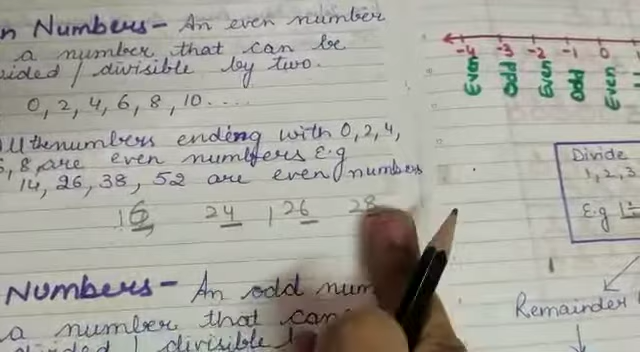 n Numbers - An even number
a number that can be
vided / divisible by two.
0, 2, 4, 6, 8, 10 ....
All the numbers ending with 0, 2, 4,
6, 8, are even numbers E.g
14, 26, 38, 52 are even numbers
16, 24, 126 28
Numbers - An odd num
a number that can
divided / divisible
-4 -3 -2 -1 0
Even Odd Even Odd Even
Divide
1, 2, 3
E.g
Remainder